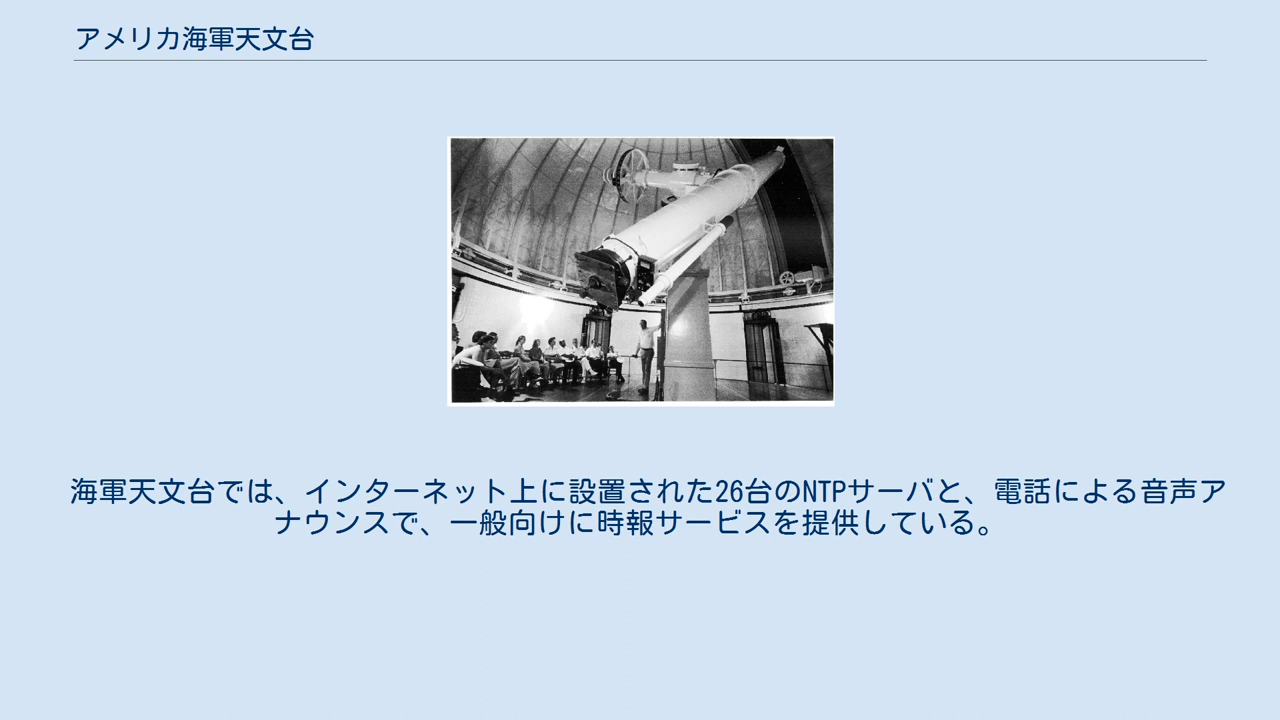 アメリカ海軍天文台
海軍天文台では、インターネット上に設置された26台のNTPサーバと、電話による音声ア
ナウンスで、一般向けに時報サービスを提供している。